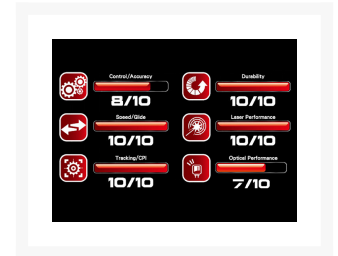 Control/Accuracy
8/10
Durability
10/10
Speed/Glide
10/10
Laser Performance
10/10
Tracking/CPI
10/10
Optical Performance
7/10